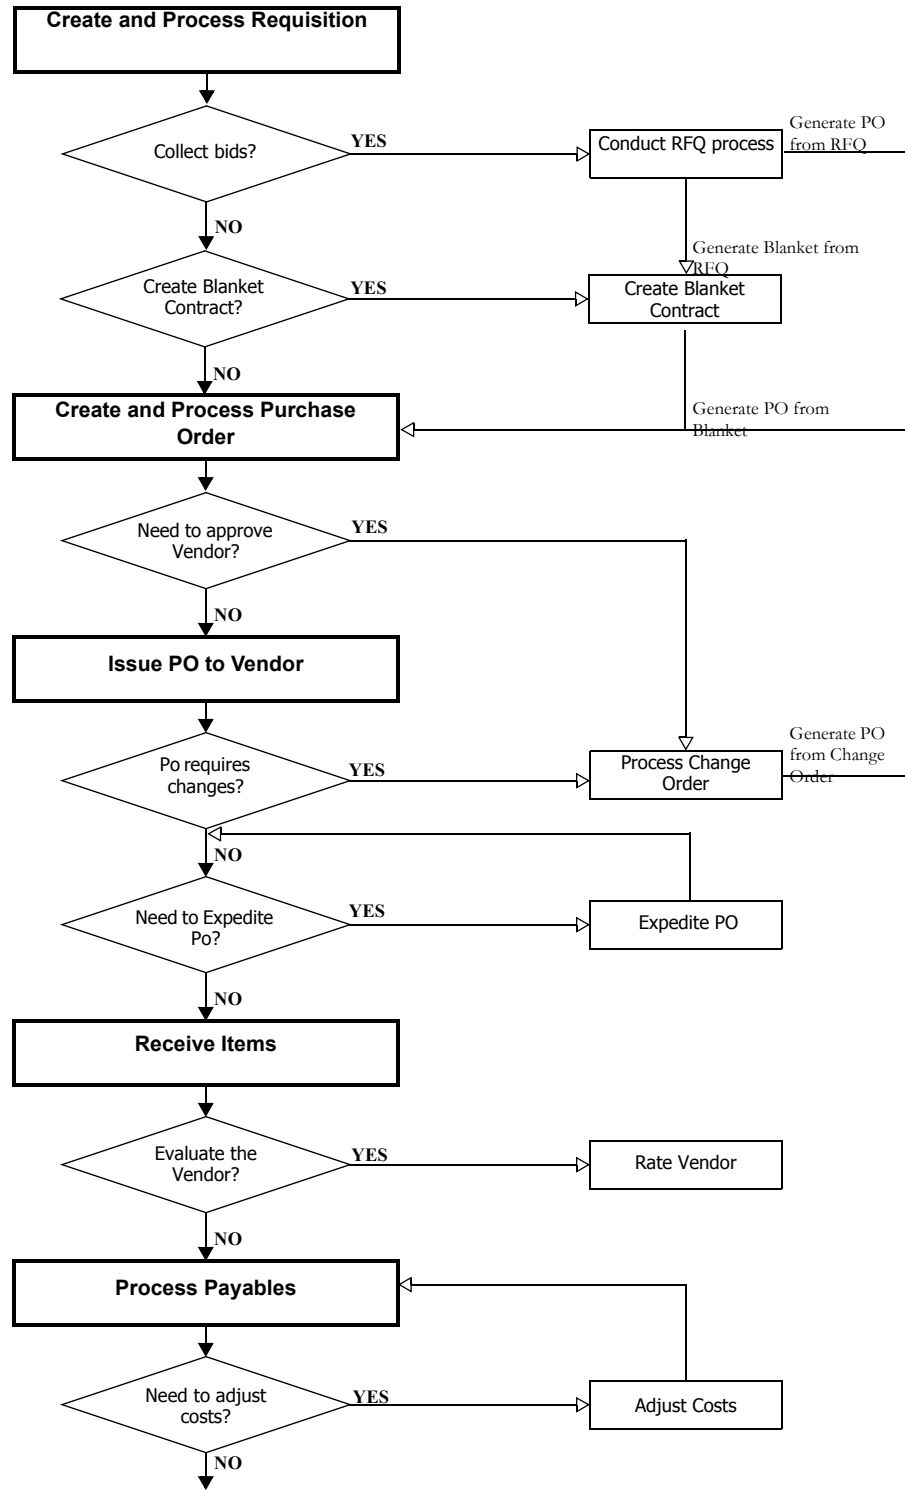 Create and Process Requisition
Collect bids?
YES
Conduct RFQ process
Generate PO
from RFQ
NO
Generate Blanket from
RFQ
Create Blanket
Contract?
YES
Create Blanket
Contract
NO
Create and Process Purchase
Order
Generate PO from
Blanket
Need to approve
Vendor?
YES
NO
Issue PO to Vendor
Po requires
changes?
YES
Process Change
Order
Generate PO
from Change
Order
NO
Need to Expedite
Po?
YES
Expedite PO
NO
Receive Items
Evaluate the
Vendor?
YES
Rate Vendor
NO
Process Payables
Need to adjust
costs?
YES
Adjust Costs
NO